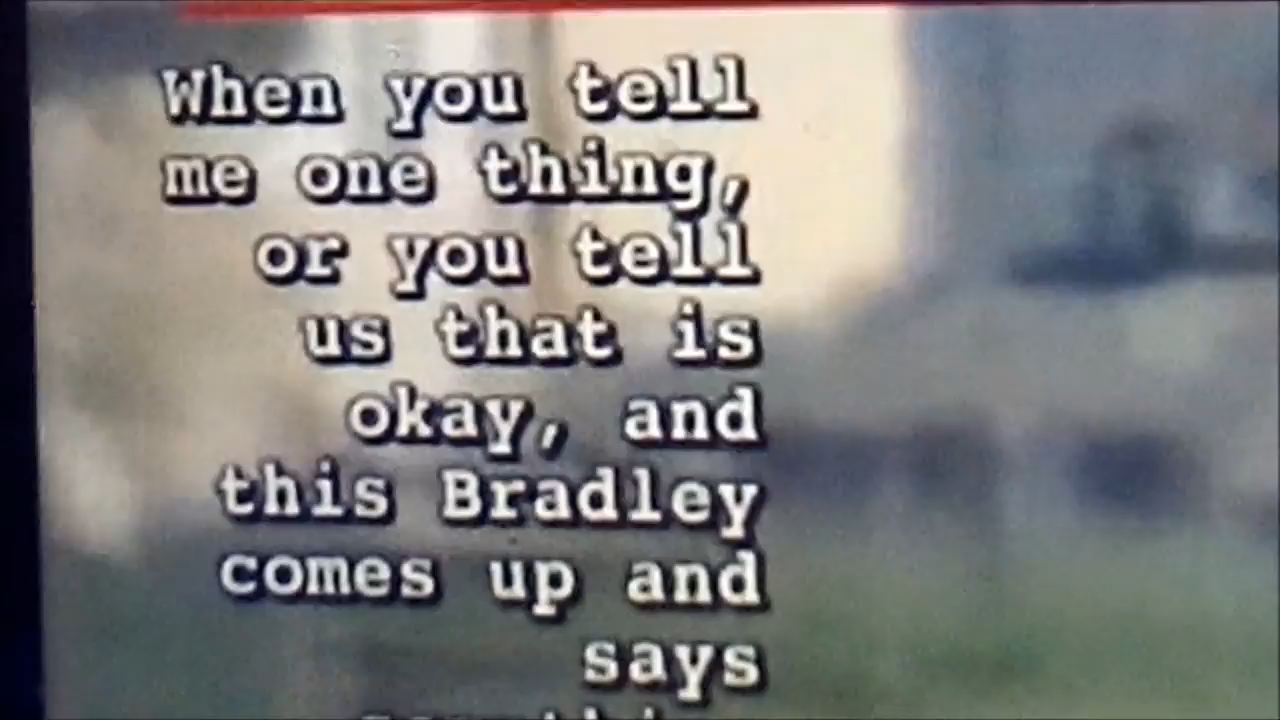 When you tell
me one thing,
or you tell
us that is
okay, and
this Bradley
comes up and
says